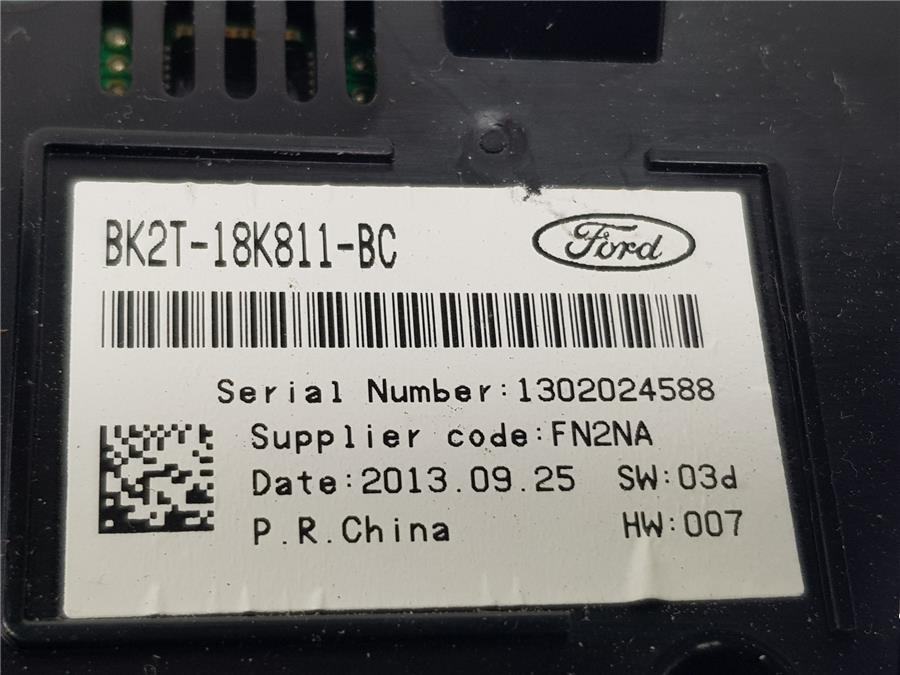 BK2T-18K811-BC
Ford
Serial Number:1302024588
Supplier code:FN2NA
Date:2013.09.25 SW:03d
P.R.China HW:007